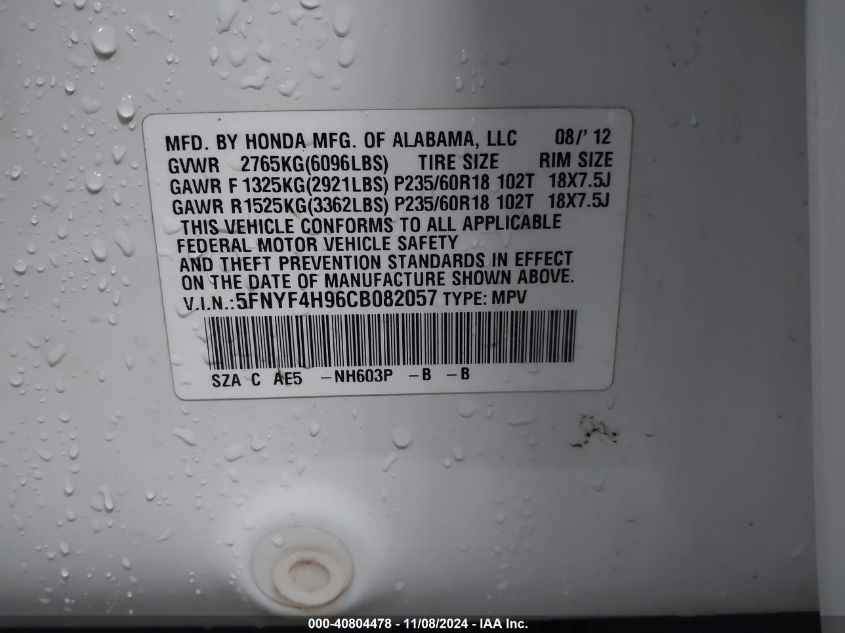 MFD. BY HONDA MFG. OF ALABAMA, LLC 08/' 12
GVWR 2765KG(6096LBS) TIRE SIZE RIM SIZE
GAWR F 1325KG(2921LBS) P235/60R18 102T 18X7.5J
GAWR R1525KG(3362LBS) P235/60R18 102T 18X7.5J
THIS VEHICLE CONFORMS TO ALL APPLICABLE
FEDERAL MOTOR VEHICLE SAFETY
AND THEFT PREVENTION STANDARDS IN EFFECT
ON THE DATE OF MANUFACTURE SHOWN ABOVE.
V.I.N.:5FNYF4H96CB082057 TYPE: MPV
SZA C AE5 -NH603P -B -B
000-40804478 - 11/08/2024 - IAA Inc.